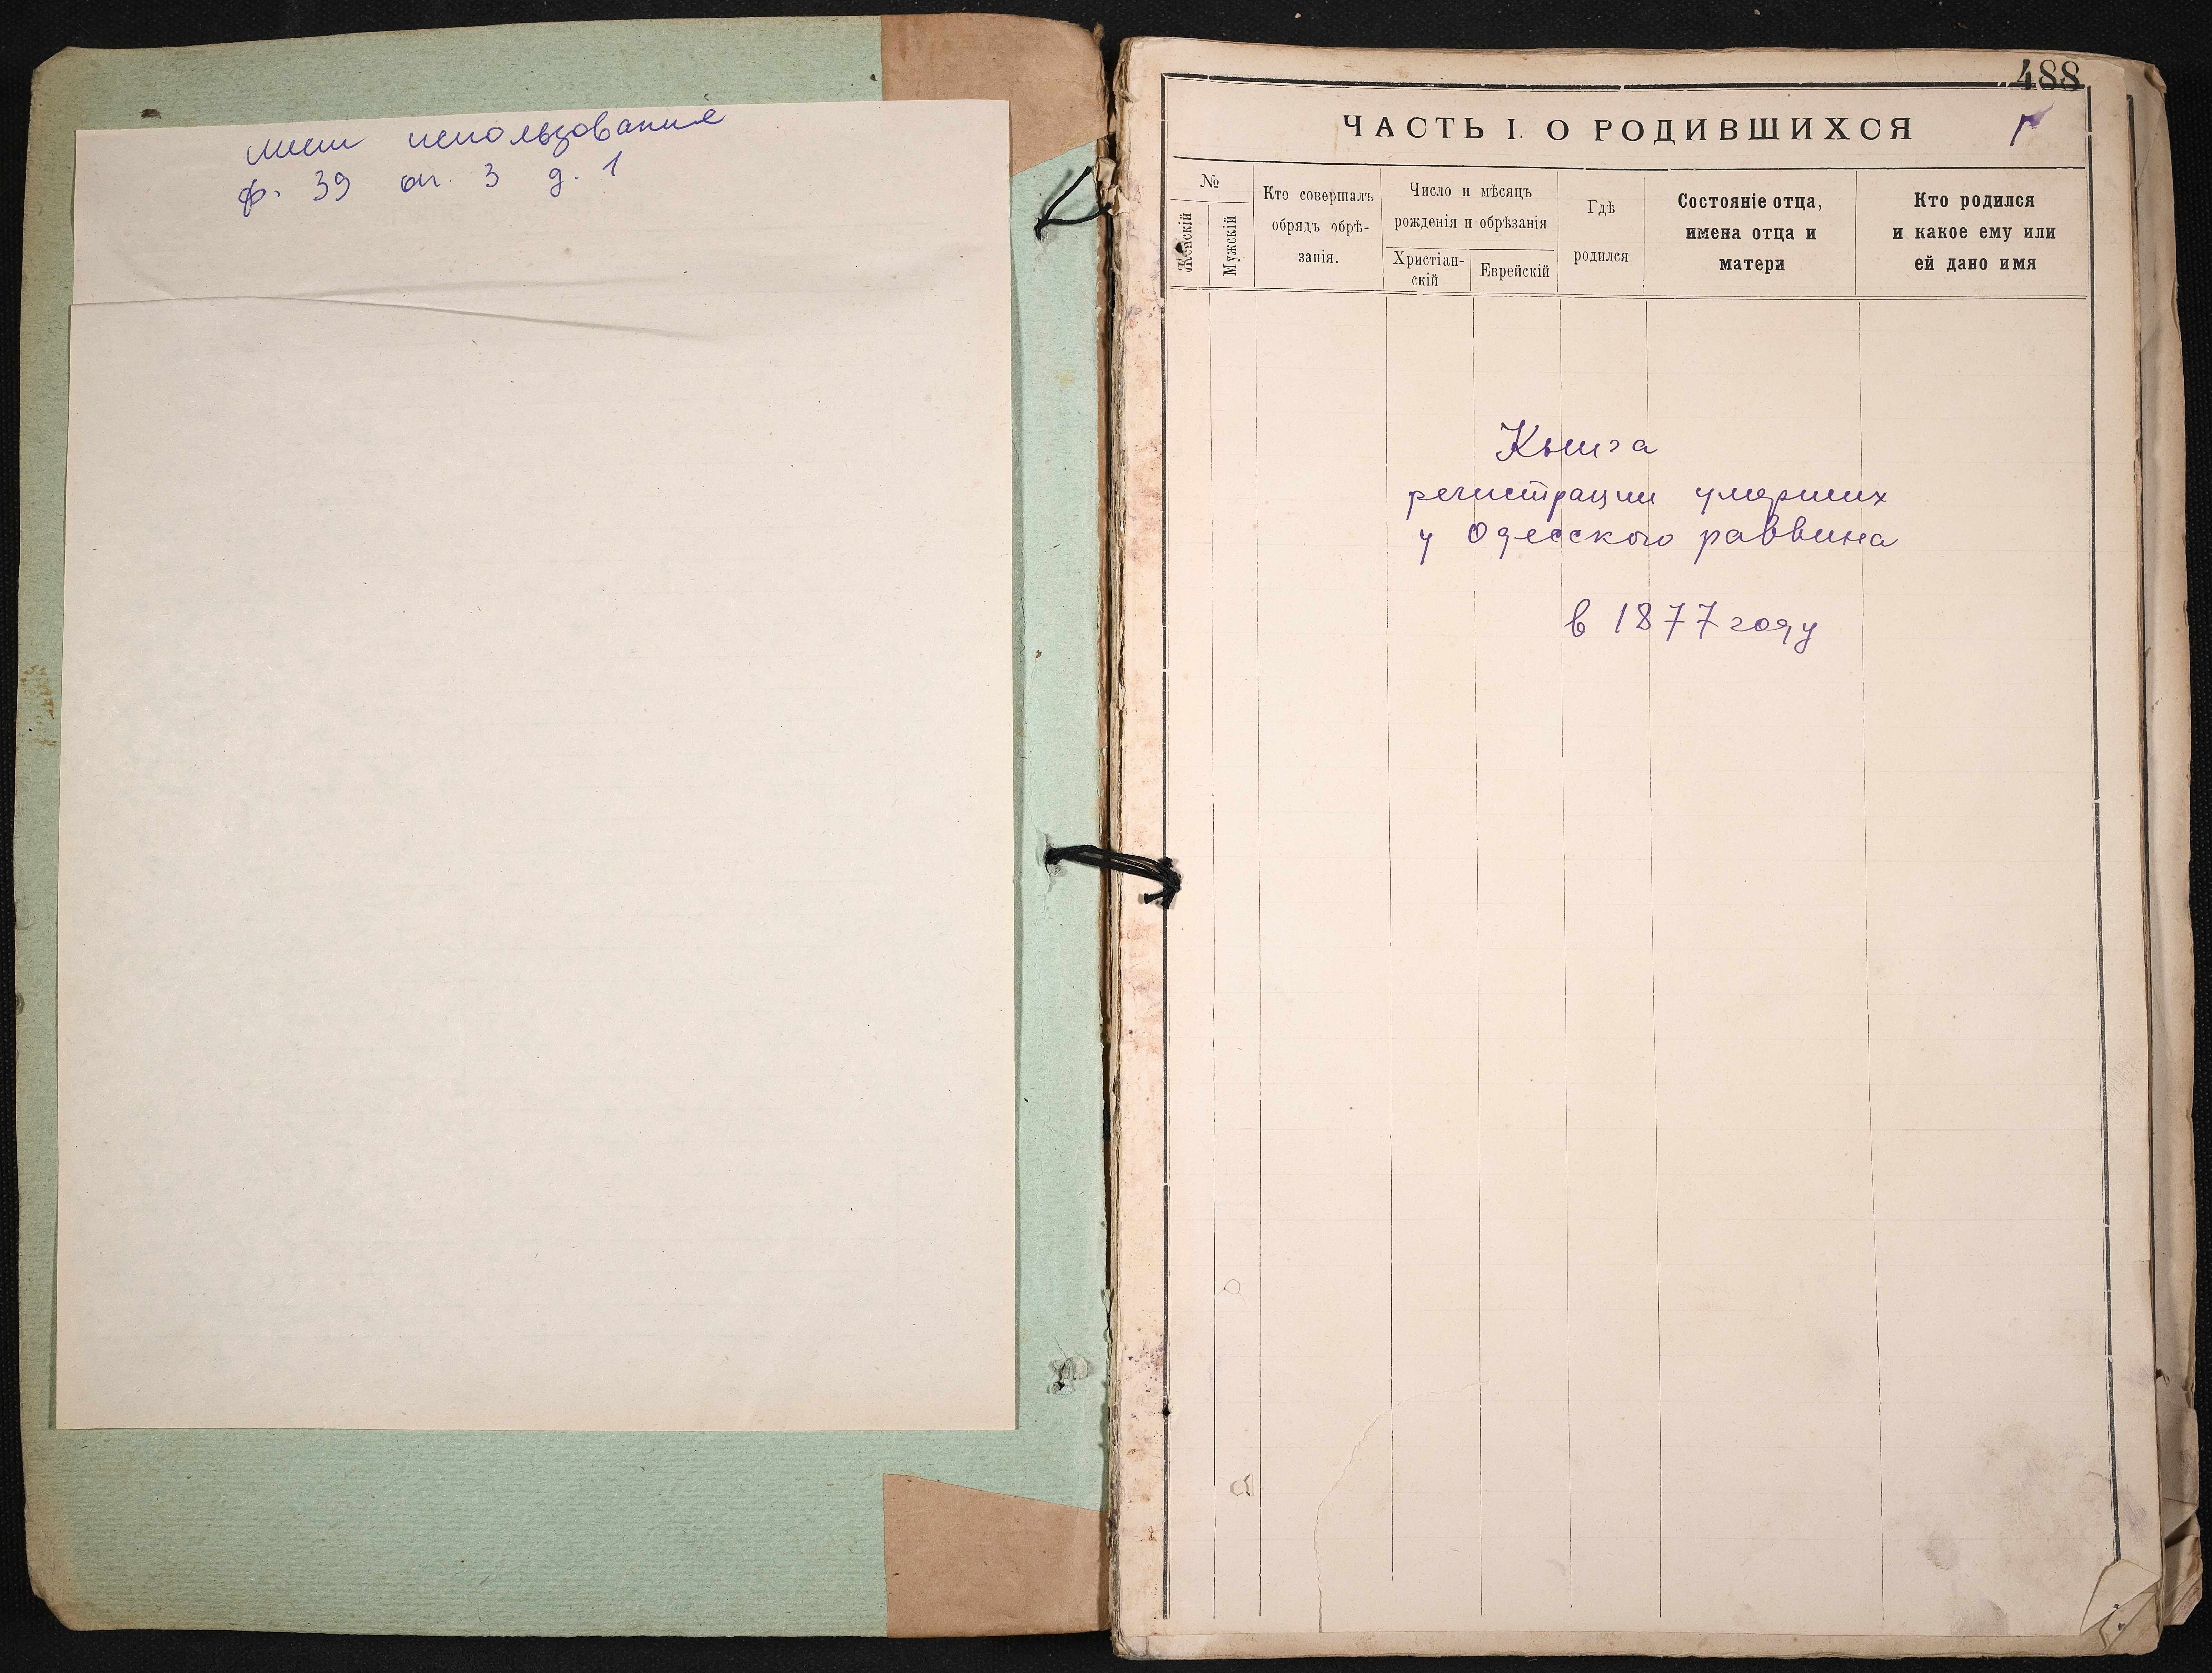 лист использование
ф. 39 оп. 3 д. 1
488
ЧАСТЬ I. О РОДИВШИХСЯ
№
Женскій
Мужскій
Кто совершалъ
обрядъ обрѣ-
занія.
Число и мѣсяцъ
рожденія и обрѣзанія
Христіан-
скій
Еврейскій
Гдѣ
родился
Состояніе отца,
имена отца и
матери
Кто родился
и какое ему или
ей дано имя
Книга
регистрации умерших
у Одесского раввина
в 1877 году